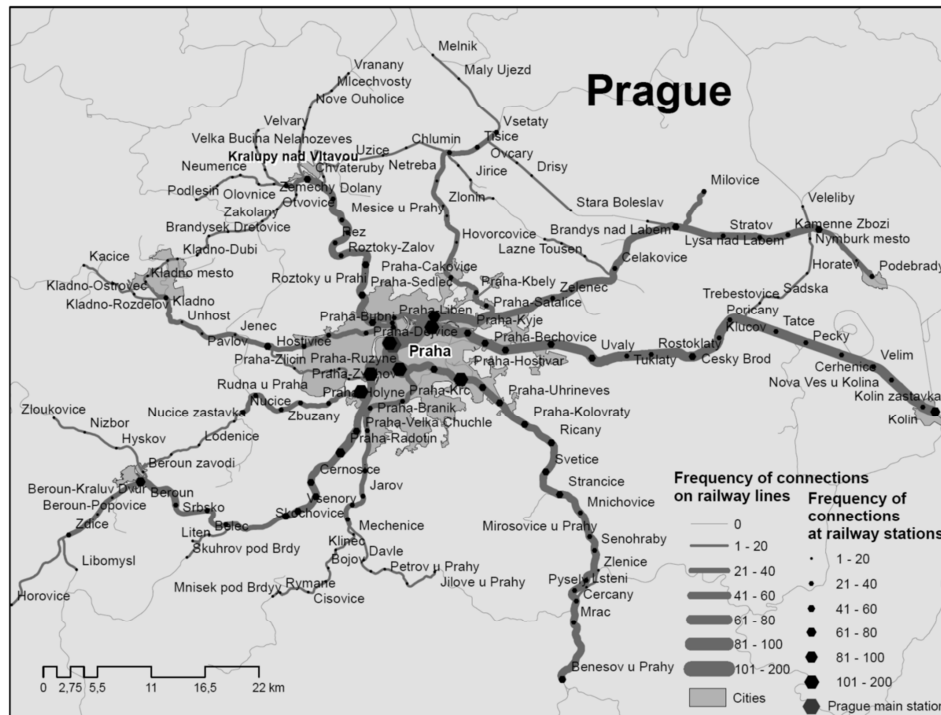 Prague
Melnik
Vranany
Maly Ujezd
Mlcechvosty
Nove Ouholice
Velvary
Vsetaty
Velka Bucina
Nelahozeves
Uzice
Chlumin
Tisice
Kralupy nad Vltavou
Ovcary
Neumerice
Chvateruby
Netreba
Jirice
Drisy
Podlesin
Olovnice
Zemechy
Dolany
Otvovice
Zlonin
Milovice
Veleliby
Zakolany
Mesice u Prahy
Stara Boleslav
Brandysek
Dretovice
Rez
Hovorcovice
Brandys nad Labem
Stratov
Kamenne Zbozi
Kladno-Dubi
Roztoky-Zalov
Lazne Tousen
Lysa nad Labem
Nymburk mesto
Kacice
Kladno mesto
Praha-Cakovice
Celakovice
Horatev
Podebrady
Kladno-Ostrovec
Roztoky u Prahy
Praha-Sedlec
Praha-Kbely
Zelenec
Sadska
Kladno-Rozdelov
Kladno
Praha-Satalice
Trebestovice
Unhost
Praha-Bubny
Praha-Liben
Praha-Kyje
Poricany
Klucov
Tatce
Jenec
Hostivice
Praha-Dejvice
Praha-Bechovice
Rostoklaty
Pecky
Pavlov
Praha
Uvaly
Praha-Zlicin
Praha-Ruzyne
Praha-Hostivar
Tuklaty
Cesky Brod
Velim
Cerhenice
Rudna u Praha
Praha-Holyne
Praha-Krc
Praha-Uhrineves
Nova Ves u Kolina
Zloukovice
Nucice
Praha-Branik
Kolin zastavka
Nucice zastavka
Zbuzany
Praha-Velka Chuchle
Praha-Kolovraty
Kolin
Nizbor
Lodenice
Praha-Radotin
Ricany
Hyskov
Beroun zavodi
Cernosice
Svetice
Beroun-Kraluv Dvur
Beroun
Jarov
Strancice
Beroun-Popovice
Srbsko
Vsenory
Mnichovice
Zdice
Skochovice
Mechenice
Mirosovice u Prahy
Liten
Belec
Klinec
Senohraby
Skuhrov pod Brdy
Davle
Bojov
Zlenice
Libomysl
Petrov u Prahy
Mnisek pod Brdy
Rymane
Jilove u Prahy
Pysely
Lsteni
Horovice
Cisovice
Cercany
Mrac
Benesov u Prahy
Frequency of connections
on railway lines
0
1 - 20
21 - 40
41 - 60
61 - 80
81 - 100
101 - 200
Cities
Frequency of
connections
at railway stations
1 - 20
21 - 40
41 - 60
61 - 80
81 - 100
101 - 200
Prague main station
0 2,75 5,5 11 16,5 22 km